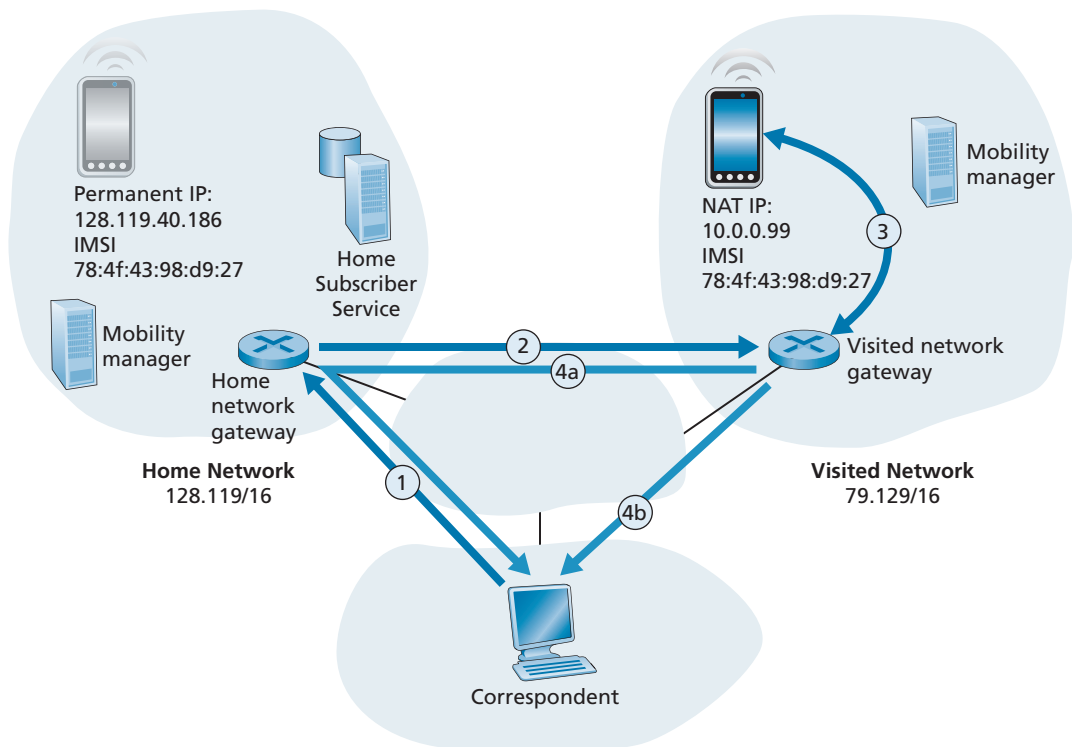 Permanent IP:
128.119.40.186
IMSI
78:4f:43:98:d9:27
Home
Subscriber
Service
Mobility
manager
Home
network
gateway
Home Network
128.119/16
NAT IP:
10.0.0.99
IMSI
78:4f:43:98:d9:27
Mobility
manager
3
2
4a
Visited network
gateway
Visited Network
79.129/16
1
4b
Correspondent